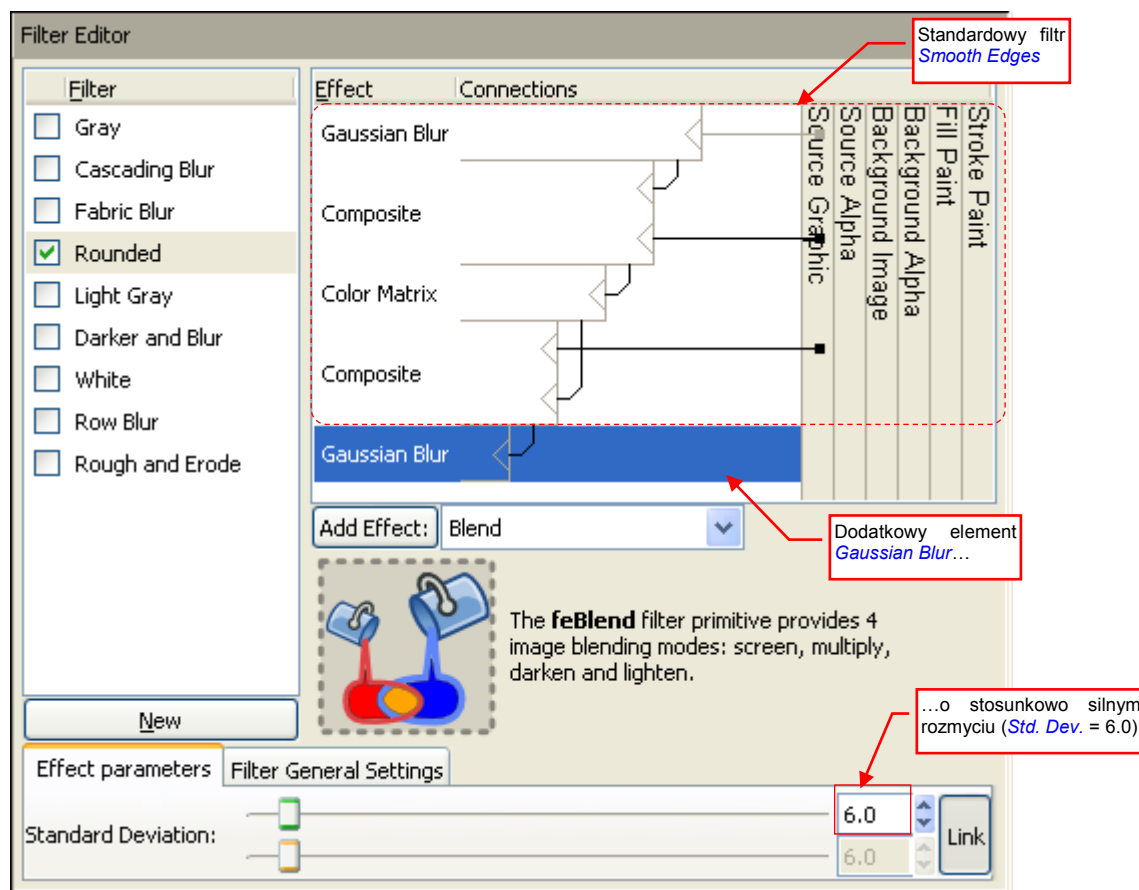 Filter Editor
Standardowy filtr
Smooth Edges
Filter
Gray
Cascading Blur
Fabric Blur
Rounded
Light Gray
Darker and Blur
White
Row Blur
Rough and Erode
New
Effect
Connections
Gaussian Blur
Composite
Color Matrix
Composite
Gaussian Blur
Source Graphic
Source Alpha
Background Image
Background Alpha
Fill Paint
Stroke Paint
Add Effect:
Blend
Dodatkowy element
Gaussian Blur…
The feBlend filter primitive provides 4
image blending modes: screen, multiply,
darken and lighten.
…o stosunkowo silnym
rozmyciu (Std. Dev. = 6.0)
Effect parameters
Filter General Settings
Standard Deviation:
6.0
6.0
Link